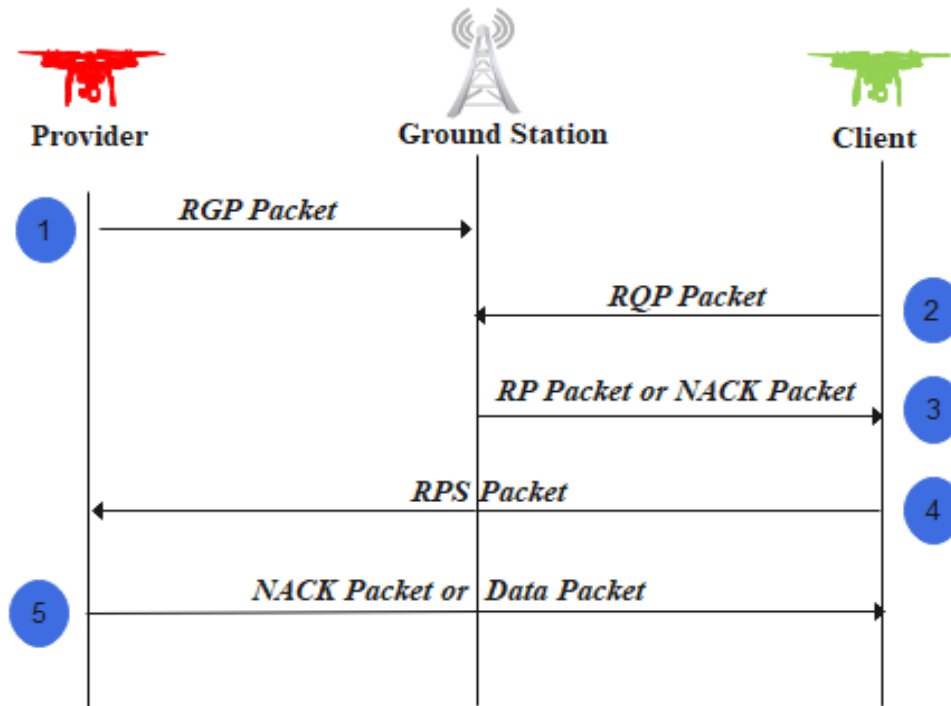 Provider
Ground Station
Client
1
RGP Packet
RQP Packet
2
RP Packet or NACK Packet
3
RPS Packet
4
5
NACK Packet or Data Packet